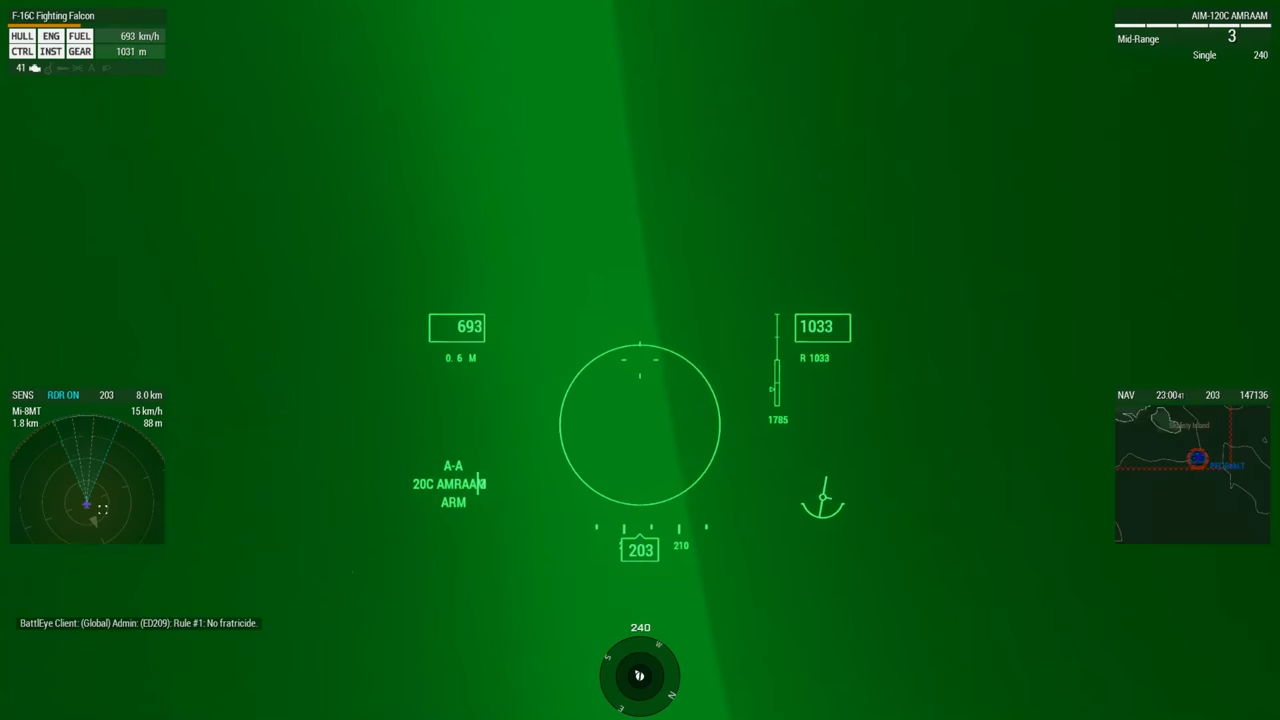 F-16C Fighting Falcon
HULL ENG FUEL 693 km/h
CTRL INST GEAR 1031 m
41 A
AIM-120C AMRAAM
Mid-Range 3
Single 240
693
0.6 M
1033
R 1033
1785
SENS RDR ON 203 8.0 km
Mi-8MT 15 km/h
1.8 km 88 m
NAV 23:00 41 203 147136
A-A
20C AMRAAM
ARM
203
210
BattlEye Client: (Global) Admin: (ED209): Rule #1: No fratricide.
240
S W
E N